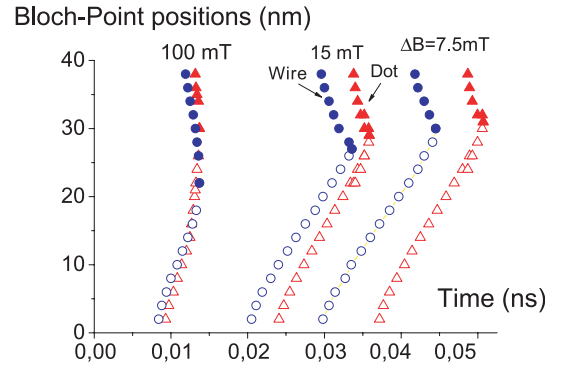 Bloch-Point positions (nm)
100 mT
15 mT
ΔB=7.5mT
Wire
Dot
40
30
20
10
0
Time (ns)
0,00
0,01
0,02
0,03
0,04
0,05